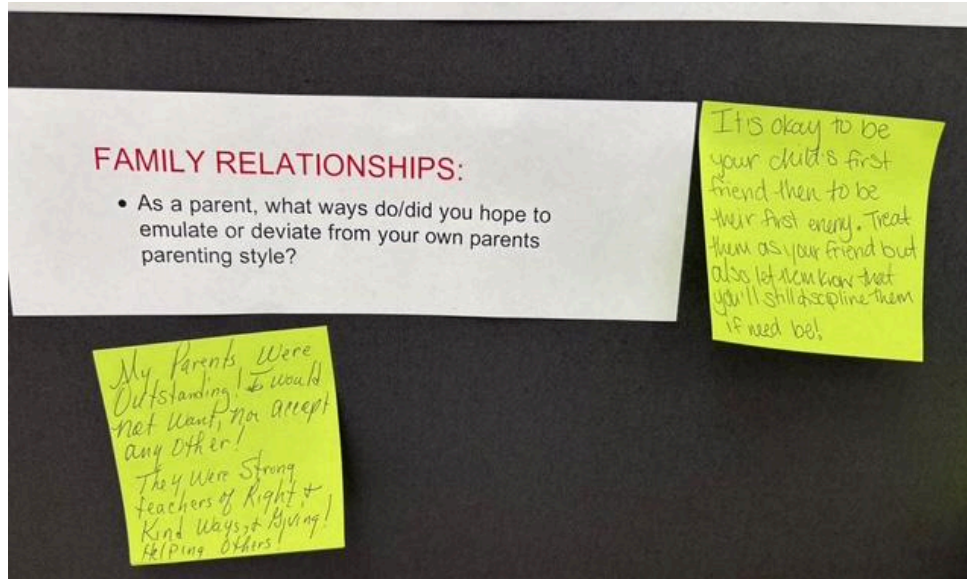 FAMILY RELATIONSHIPS:
• As a parent, what ways do/did you hope to
emulate or deviate from your own parents
parenting style?
It is okay to be
your child's first
friend then to be
their first enemy. Treat
them as your friend but
also let them know that
you'll still discipline them
if need be!
My Parents Were
Outstanding! I would
not want, nor accept
any other!
They Were Strong
teachers of Right, &
Kind Ways, & Giving!
Helping Others!